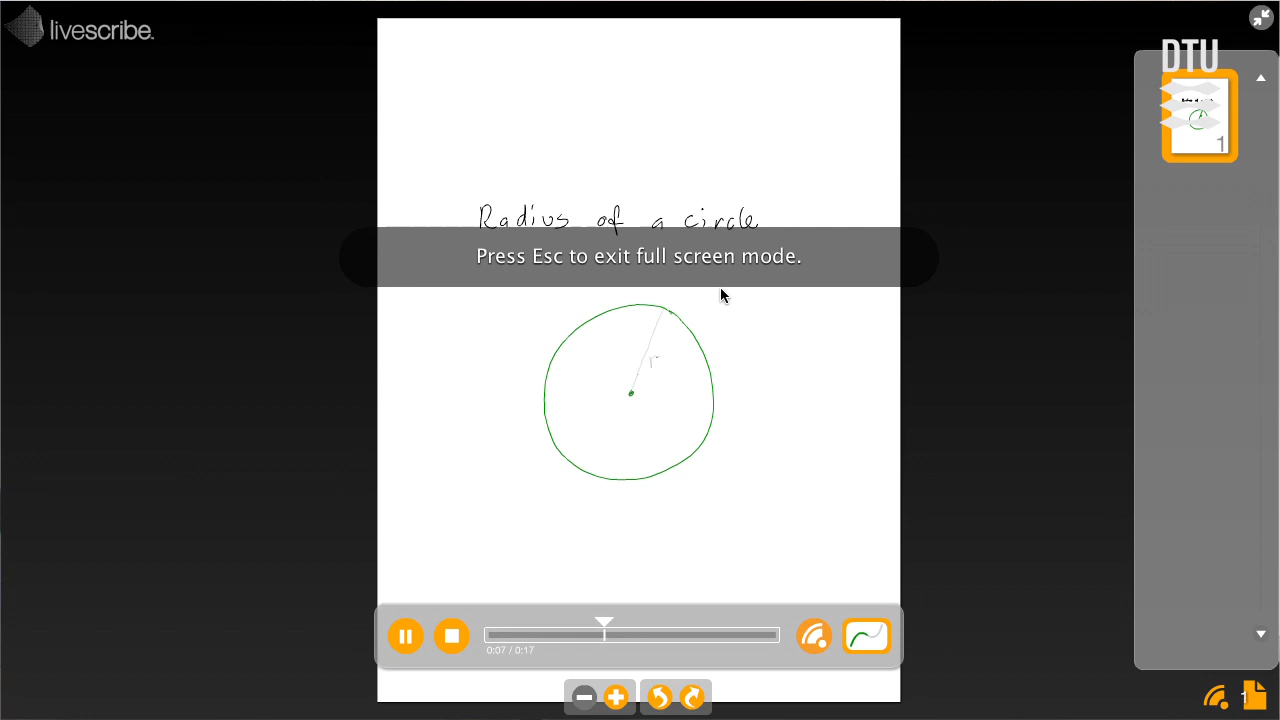 livescribe.
DTU
Radius of a circle
Press Esc to exit full screen mode.
r
0:07 / 0:17
1
1